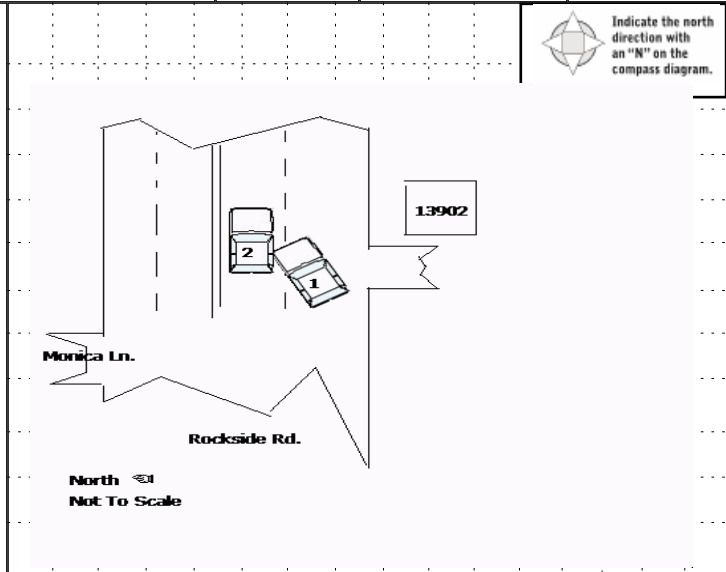 Indicate the north
direction with
an "N" on the
compass diagram.
13902
2
1
Monica Ln.
Rockside Rd.
North
Not To Scale